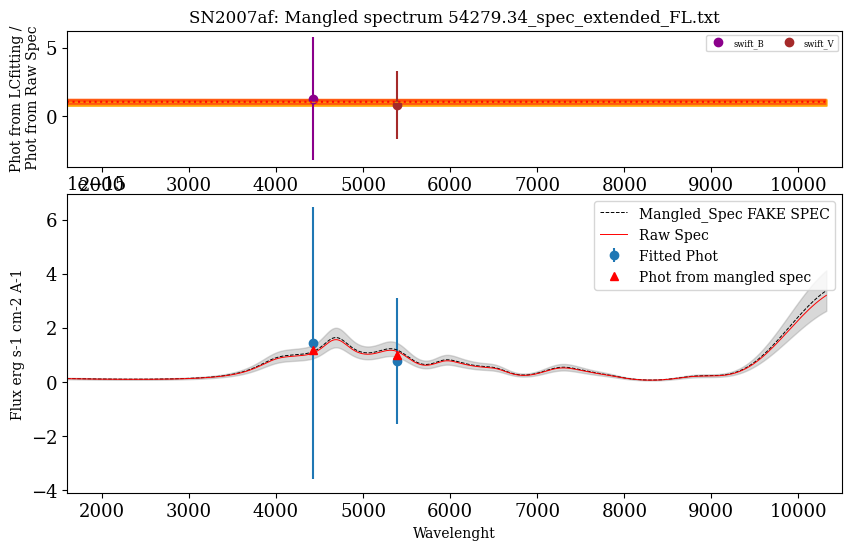 SN2007af: Mangled spectrum 54279.34_spec_extended_FL.txt
Phot from LCfitting /
Phot from Raw Spec
5
0
swift_B swift_V
2000 3000 4000 5000 6000 7000 8000 9000 10000
1e−15
Flux erg s-1 cm-2 A-1
6
4
2
0
−2
−4
Mangled_Spec FAKE SPEC
Raw Spec
Fitted Phot
Phot from mangled spec
2000 3000 4000 5000 6000 7000 8000 9000 10000
Wavelenght